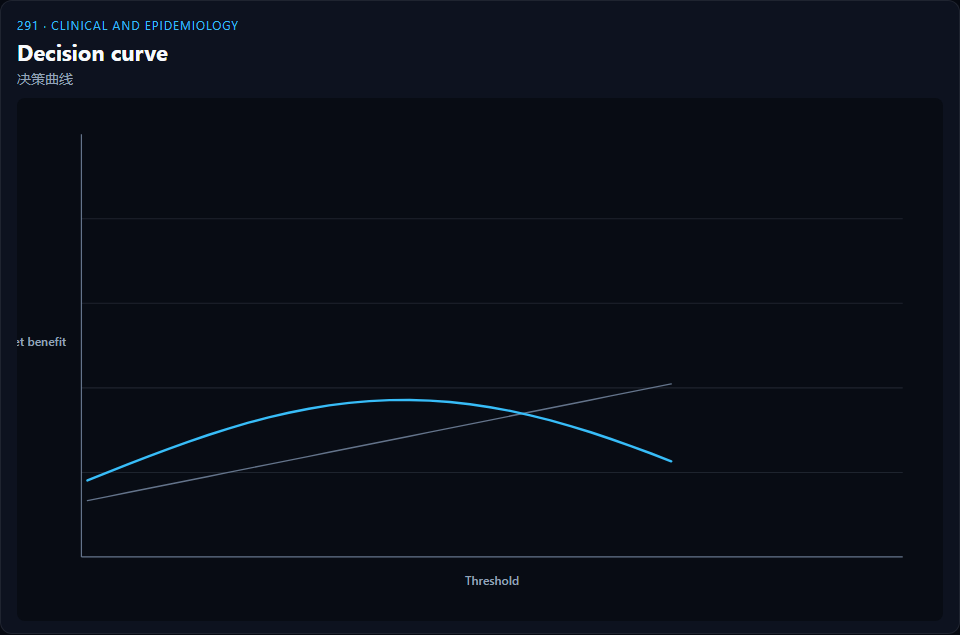 291 · CLINICAL AND EPIDEMIOLOGY
Decision curve
决策曲线
et benefit
Threshold